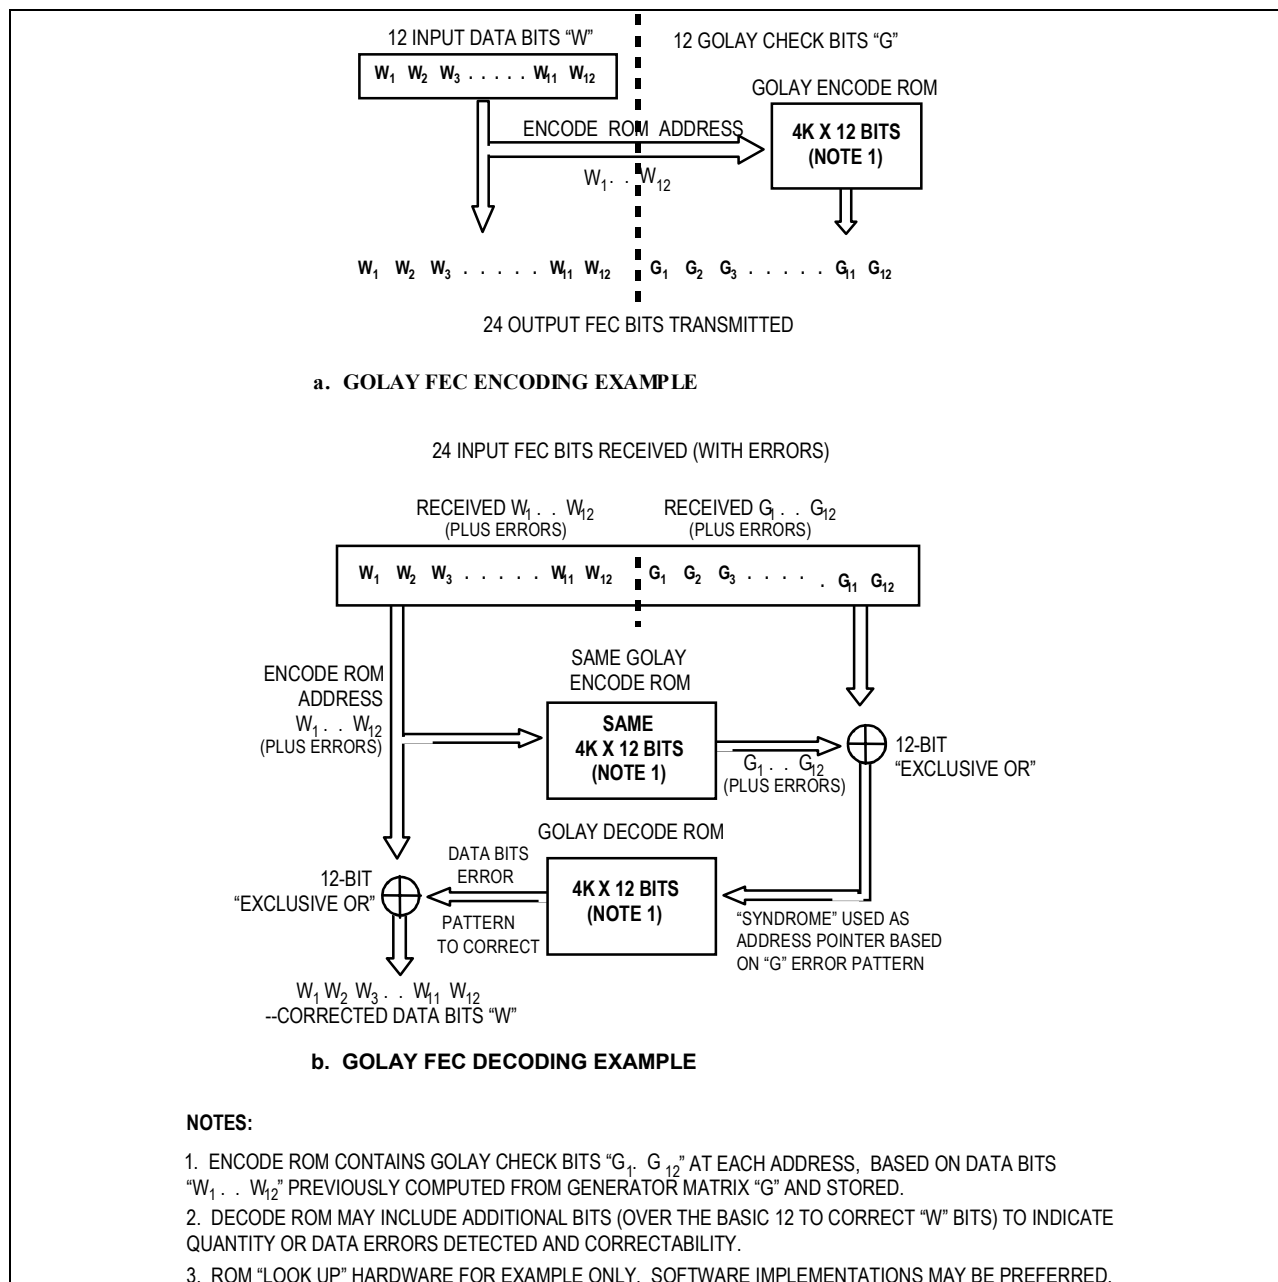 12 INPUT DATA BITS “W”
12 GOLAY CHECK BITS “G”
W1 W2 W3 . . . . . W11 W12
GOLAY ENCODE ROM
ENCODE ROM ADDRESS
4K X 12 BITS
(NOTE 1)
W1 . . W12
W1 W2 W3 . . . . . W11 W12 G1 G2 G3 . . . . . G11 G12
24 OUTPUT FEC BITS TRANSMITTED
a. GOLAY FEC ENCODING EXAMPLE
24 INPUT FEC BITS RECEIVED (WITH ERRORS)
RECEIVED W1 . . W12
(PLUS ERRORS)
RECEIVED G1 . . G12
(PLUS ERRORS)
W1 W2 W3 . . . . . W11 W12 G1 G2 G3 . . . . . G11 G12
ENCODE ROM
ADDRESS
W1 . . W12
(PLUS ERRORS)
SAME GOLAY
ENCODE ROM
SAME
4K X 12 BITS
(NOTE 1)
G1 . . G12
(PLUS ERRORS)
12-BIT
“EXCLUSIVE OR”
GOLAY DECODE ROM
DATA BITS
ERROR
PATTERN
TO CORRECT
4K X 12 BITS
(NOTE 1)
12-BIT
“EXCLUSIVE OR”
“SYNDROME” USED AS
ADDRESS POINTER BASED
ON “G” ERROR PATTERN
W1 W2 W3 . . W11 W12
--CORRECTED DATA BITS “W”
b. GOLAY FEC DECODING EXAMPLE
NOTES:
1. ENCODE ROM CONTAINS GOLAY CHECK BITS “G1. G12” AT EACH ADDRESS, BASED ON DATA BITS
“W1 . . W12” PREVIOUSLY COMPUTED FROM GENERATOR MATRIX “G” AND STORED.
2. DECODE ROM MAY INCLUDE ADDITIONAL BITS (OVER THE BASIC 12 TO CORRECT “W” BITS) TO INDICATE
QUANTITY OR DATA ERRORS DETECTED AND CORRECTABILITY.
3. ROM “LOOK UP” HARDWARE FOR EXAMPLE ONLY. SOFTWARE IMPLEMENTATIONS MAY BE PREFERRED.